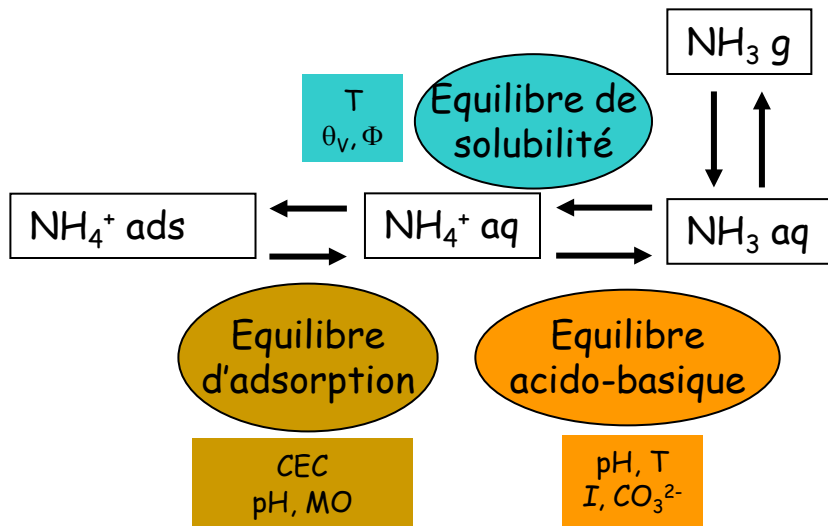 NH₃ g
T
θᵥ, Φ
Equilibre de
solubilité
NH₄⁺ ads
NH₄⁺ aq
NH₃ aq
Equilibre
d'adsorption
Equilibre
acido-basique
CEC
pH, MO
pH, T
I, CO₃²⁻